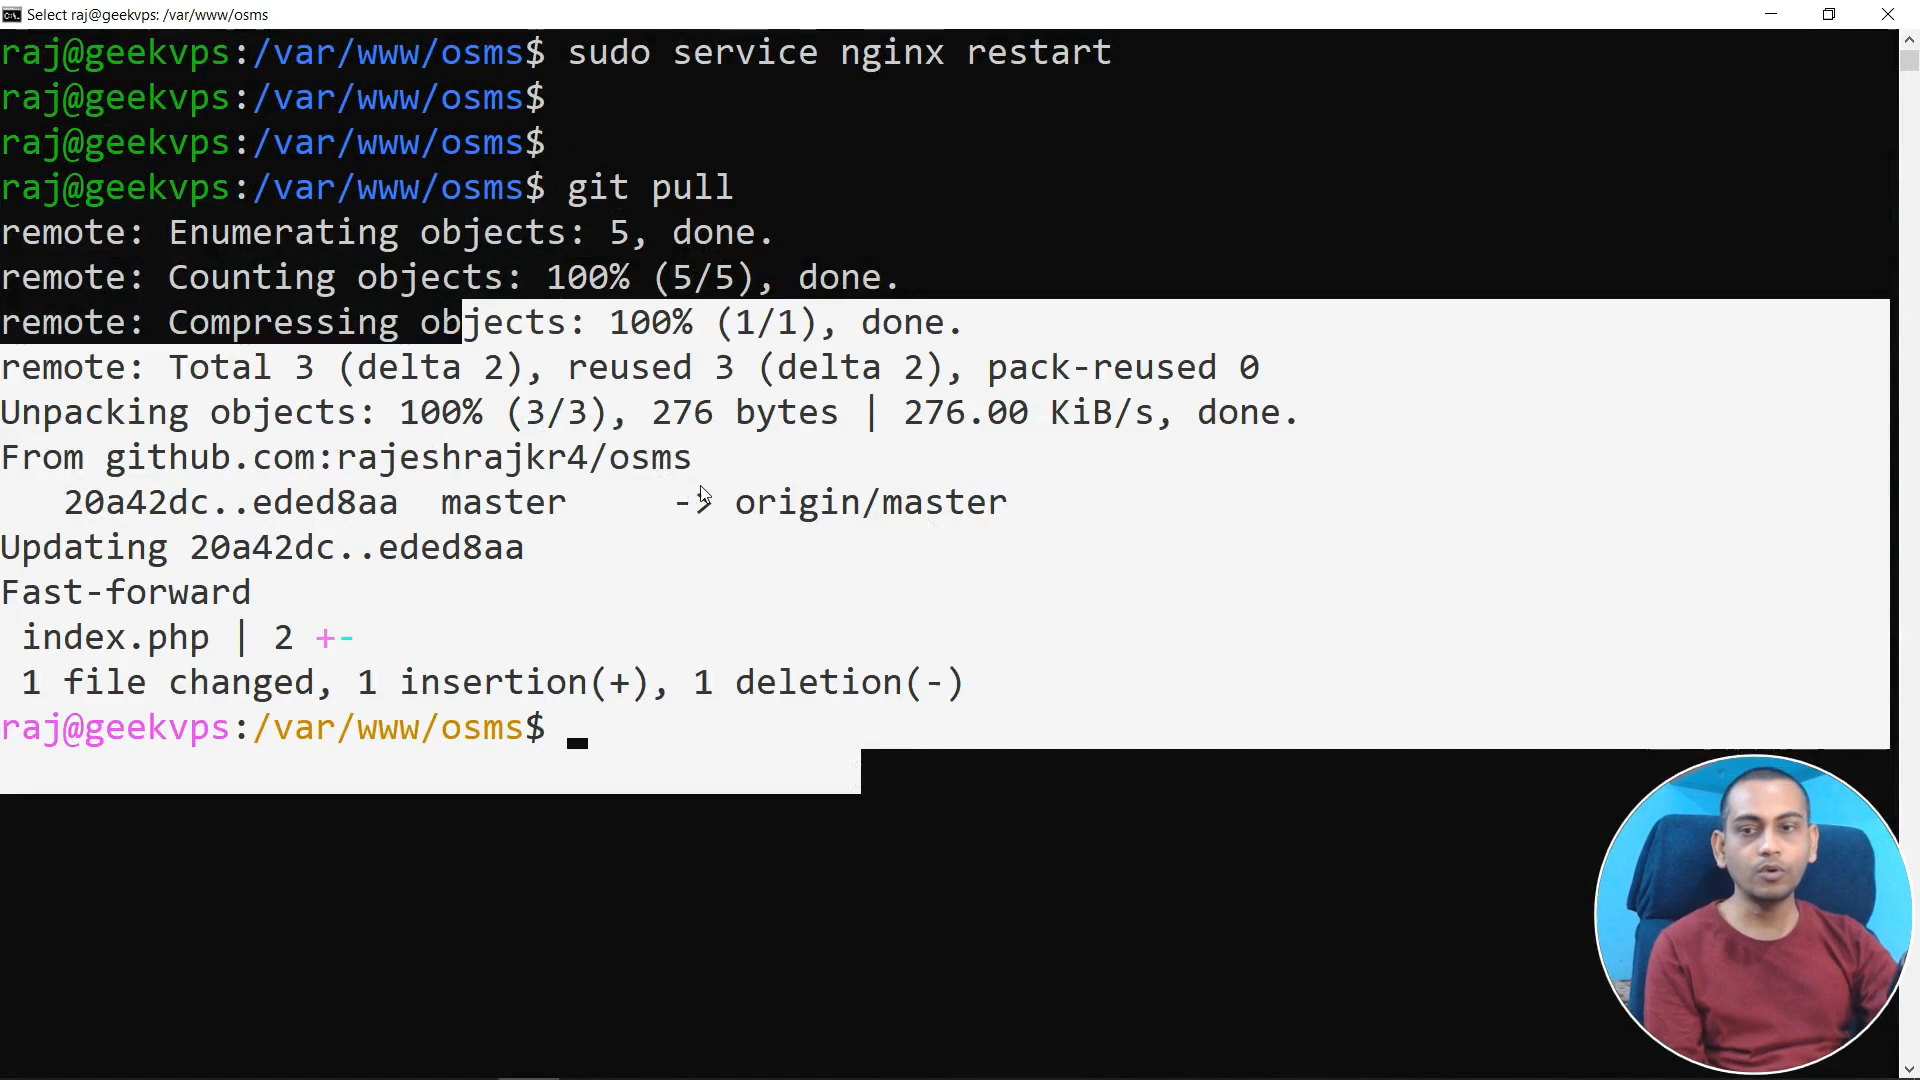 Select raj@geekvps: /var/www/osms
raj@geekvps:/var/www/osms$ sudo service nginx restart
raj@geekvps:/var/www/osms$
raj@geekvps:/var/www/osms$
raj@geekvps:/var/www/osms$ git pull
remote: Enumerating objects: 5, done.
remote: Counting objects: 100% (5/5), done.
remote: Compressing objects: 100% (1/1), done.
remote: Total 3 (delta 2), reused 3 (delta 2), pack-reused 0
Unpacking objects: 100% (3/3), 276 bytes | 276.00 KiB/s, done.
From github.com:rajeshrajkr4/osms
   20a42dc..eded8aa  master     -> origin/master
Updating 20a42dc..eded8aa
Fast-forward
 index.php | 2 +-
 1 file changed, 1 insertion(+), 1 deletion(-)
raj@geekvps:/var/www/osms$